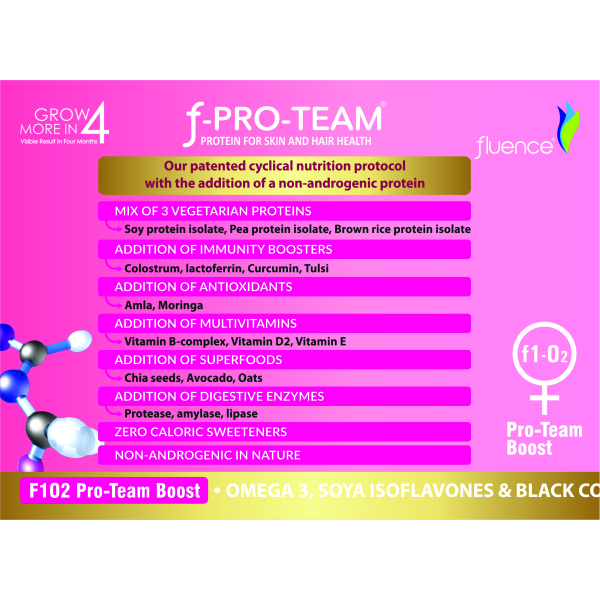 GROW
MORE IN 4
Visible Result in Four Months
f-PRO-TEAM®
PROTEIN FOR SKIN AND HAIR HEALTH
fluence
Our patented cyclical nutrition protocol
with the addition of a non-androgenic protein
MIX OF 3 VEGETARIAN PROTEINS
Soy protein isolate, Pea protein isolate, Brown rice protein isolate
ADDITION OF IMMUNITY BOOSTERS
Colostrum, lactoferrin, Curcumin, Tulsi
ADDITION OF ANTIOXIDANTS
Amla, Moringa
ADDITION OF MULTIVITAMINS
Vitamin B-complex, Vitamin D2, Vitamin E
ADDITION OF SUPERFOODS
Chia seeds, Avocado, Oats
ADDITION OF DIGESTIVE ENZYMES
Protease, amylase, lipase
ZERO CALORIC SWEETENERS
NON-ANDROGENIC IN NATURE
f1-O2
Pro-Team
Boost
F102 Pro-Team Boost • OMEGA 3, SOYA ISOFLAVONES & BLACK CO